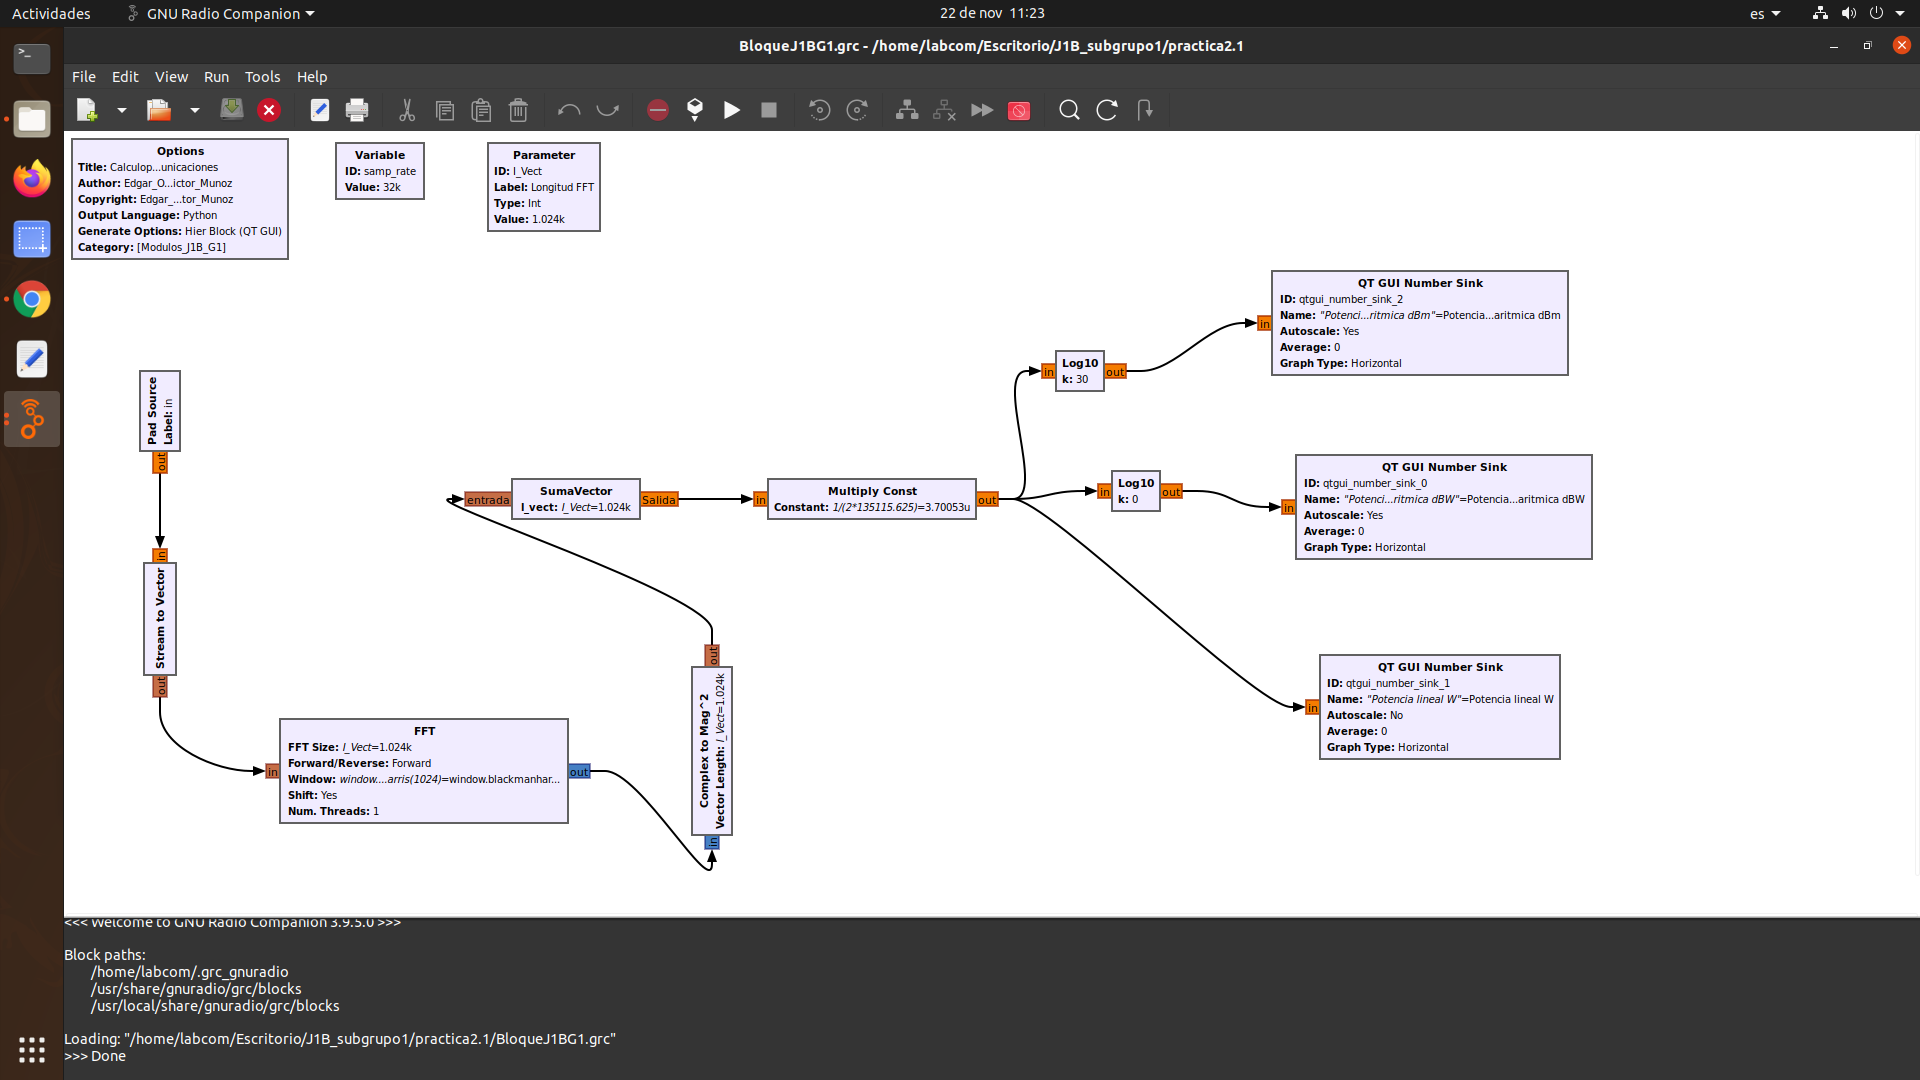 Actividades
GNU Radio Companion
22 de nov  11:23
es
BloqueJ1BG1.grc - /home/labcom/Escritorio/J1B_subgrupo1/practica2.1
File Edit View Run Tools Help
Options
Title: Calculop...unicaciones
Author: Edgar_O...ictor_Munoz
Copyright: Edgar_...tor_Munoz
Output Language: Python
Generate Options: Hier Block (QT GUI)
Category: [Modulos_J1B_G1]
Variable
ID: samp_rate
Value: 32k
Parameter
ID: l_Vect
Label: Longitud FFT
Type: Int
Value: 1.024k
QT GUI Number Sink
ID: qtgui_number_sink_2
Name: "Potenci...ritmica dBm"=Potencia...aritmica dBm
Autoscale: Yes
Average: 0
Graph Type: Horizontal
in
in
Log10
k: 30
out
Pad Source
Label: in
out
entrada
SumaVector
l_vect: l_Vect=1.024k
Salida
in
Multiply Const
Constant: 1/(2*135115.625)=3.70053u
out
in
Log10
k: 0
out
in
QT GUI Number Sink
ID: qtgui_number_sink_0
Name: "Potenci...ritmica dBW"=Potencia...aritmica dBW
Autoscale: Yes
Average: 0
Graph Type: Horizontal
in
Stream to Vector
out
in
FFT
FFT Size: l_Vect=1.024k
Forward/Reverse: Forward
Window: window....arris(1024)=window.blackmanhar...
Shift: Yes
Num. Threads: 1
out
out
Complex to Mag^2
Vector Length: l_Vect=1.024k
in
in
QT GUI Number Sink
ID: qtgui_number_sink_1
Name: "Potencia lineal W"=Potencia lineal W
Autoscale: No
Average: 0
Graph Type: Horizontal
<<< Welcome to GNU Radio Companion 3.9.5.0 >>>
Block paths:
/home/labcom/.grc_gnuradio
/usr/share/gnuradio/grc/blocks
/usr/local/share/gnuradio/grc/blocks
Loading: "/home/labcom/Escritorio/J1B_subgrupo1/practica2.1/BloqueJ1BG1.grc"
>>> Done